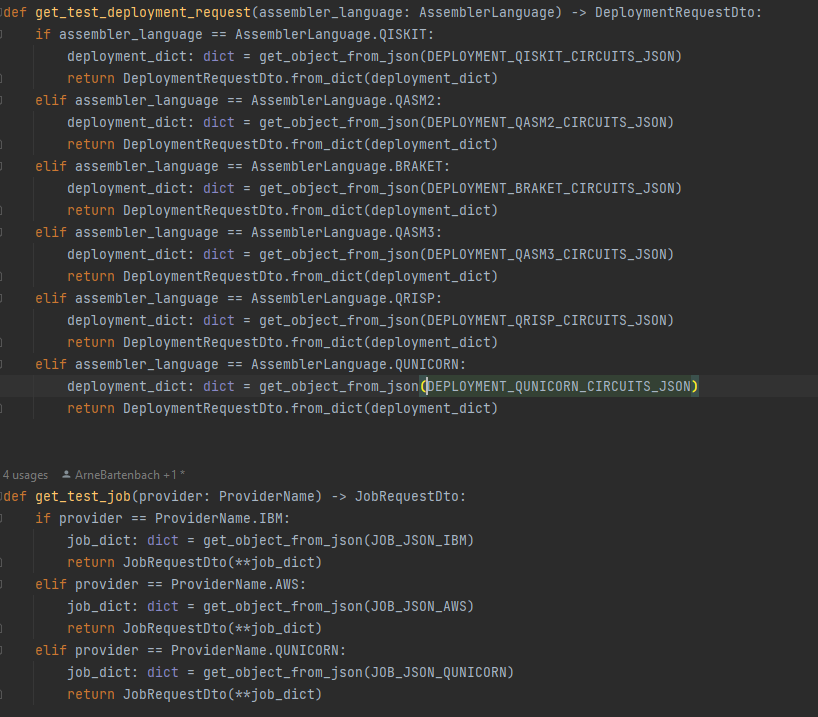 def get_test_deployment_request(assembler_language: AssemblerLanguage) -> DeploymentRequestDto:
    if assembler_language == AssemblerLanguage.QISKIT:
        deployment_dict: dict = get_object_from_json(DEPLOYMENT_QISKIT_CIRCUITS_JSON)
        return DeploymentRequestDto.from_dict(deployment_dict)
    elif assembler_language == AssemblerLanguage.QASM2:
        deployment_dict: dict = get_object_from_json(DEPLOYMENT_QASM2_CIRCUITS_JSON)
        return DeploymentRequestDto.from_dict(deployment_dict)
    elif assembler_language == AssemblerLanguage.BRAKET:
        deployment_dict: dict = get_object_from_json(DEPLOYMENT_BRAKET_CIRCUITS_JSON)
        return DeploymentRequestDto.from_dict(deployment_dict)
    elif assembler_language == AssemblerLanguage.QASM3:
        deployment_dict: dict = get_object_from_json(DEPLOYMENT_QASM3_CIRCUITS_JSON)
        return DeploymentRequestDto.from_dict(deployment_dict)
    elif assembler_language == AssemblerLanguage.QRISP:
        deployment_dict: dict = get_object_from_json(DEPLOYMENT_QRISP_CIRCUITS_JSON)
        return DeploymentRequestDto.from_dict(deployment_dict)
    elif assembler_language == AssemblerLanguage.QUNICORN:
        deployment_dict: dict = get_object_from_json(DEPLOYMENT_QUNICORN_CIRCUITS_JSON)
        return DeploymentRequestDto.from_dict(deployment_dict)
4 usages ArneBartenbach +1 *
def get_test_job(provider: ProviderName) -> JobRequestDto:
    if provider == ProviderName.IBM:
        job_dict: dict = get_object_from_json(JOB_JSON_IBM)
        return JobRequestDto(**job_dict)
    elif provider == ProviderName.AWS:
        job_dict: dict = get_object_from_json(JOB_JSON_AWS)
        return JobRequestDto(**job_dict)
    elif provider == ProviderName.QUNICORN:
        job_dict: dict = get_object_from_json(JOB_JSON_QUNICORN)
        return JobRequestDto(**job_dict)